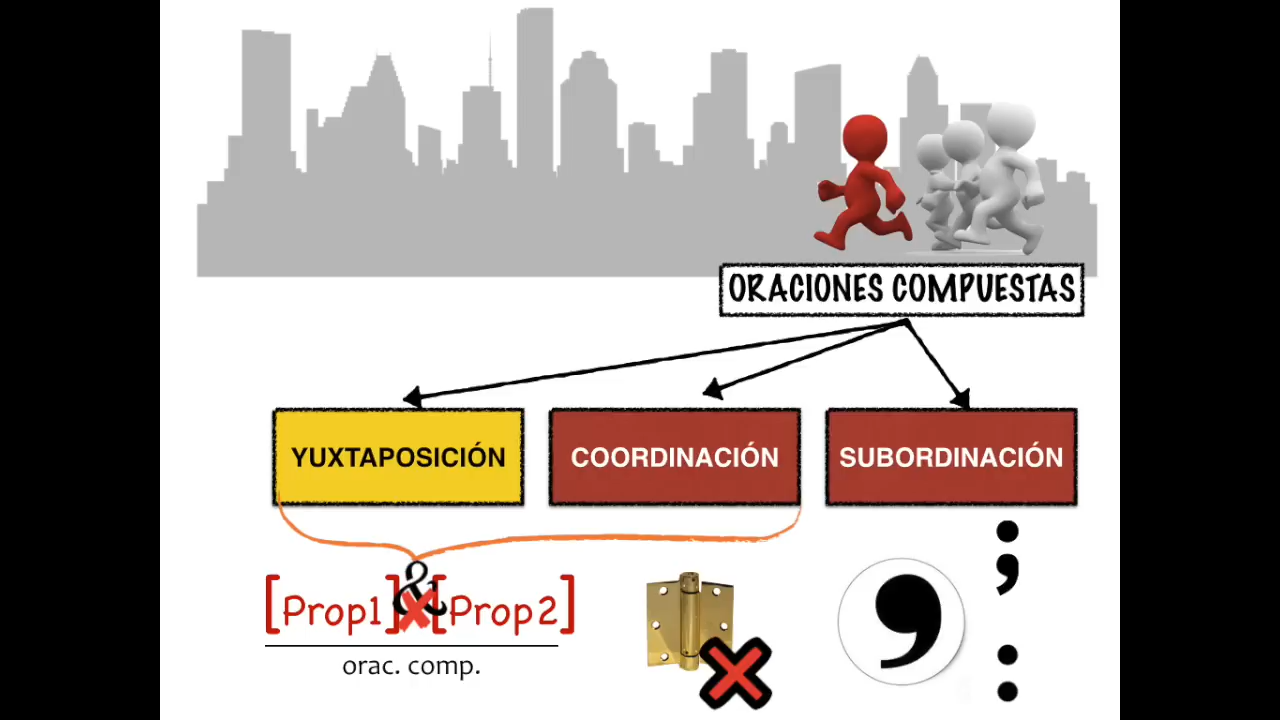 ORACIONES COMPUESTAS
YUXTAPOSICIÓN
COORDINACIÓN
SUBORDINACIÓN
[Prop1]&[Prop2]
orac. comp.
,
;
: